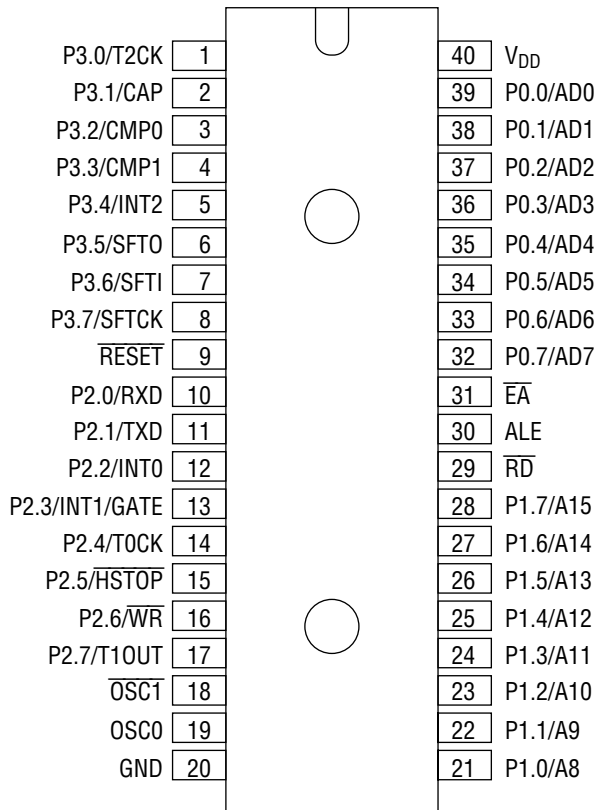 P3.0/T2CK 1 40 VDD
P3.1/CAP 2 39 P0.0/AD0
P3.2/CMP0 3 38 P0.1/AD1
P3.3/CMP1 4 37 P0.2/AD2
P3.4/INT2 5 36 P0.3/AD3
P3.5/SFTO 6 35 P0.4/AD4
P3.6/SFTI 7 34 P0.5/AD5
P3.7/SFTCK 8 33 P0.6/AD6
R̅E̅S̅E̅T̅ 9 32 P0.7/AD7
P2.0/RXD 10 31 E̅A̅
P2.1/TXD 11 30 ALE
P2.2/INT0 12 29 R̅D̅
P2.3/INT1/GATE 13 28 P1.7/A15
P2.4/T0CK 14 27 P1.6/A14
P2.5/H̅S̅T̅O̅P̅ 15 26 P1.5/A13
P2.6/W̅R̅ 16 25 P1.4/A12
P2.7/T1OUT 17 24 P1.3/A11
O̅S̅C̅1̅ 18 23 P1.2/A10
OSC0 19 22 P1.1/A9
GND 20 21 P1.0/A8